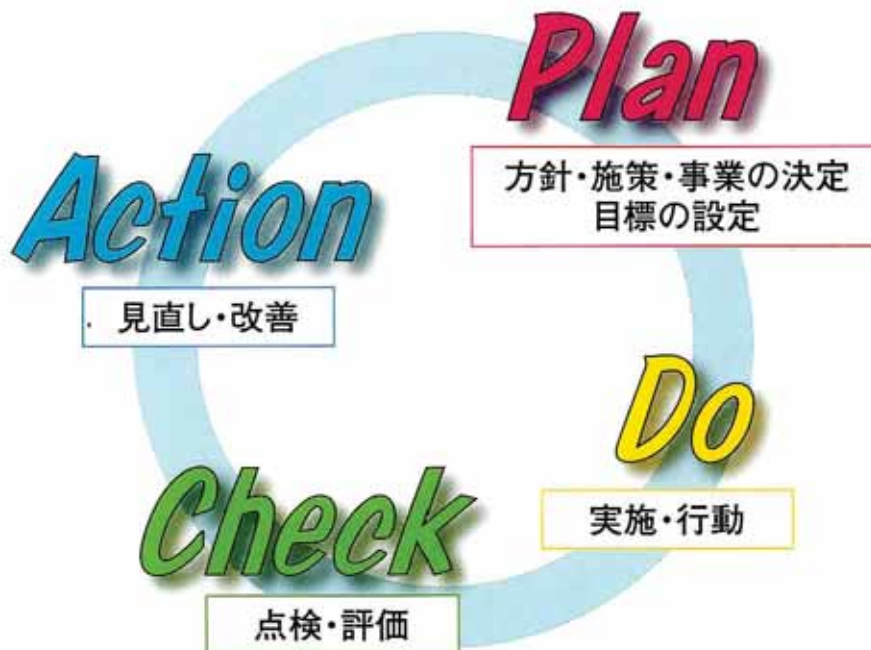 Plan
方針・施策・事業の決定
目標の設定
Do
実施・行動
Check
点検・評価
Action
見直し・改善